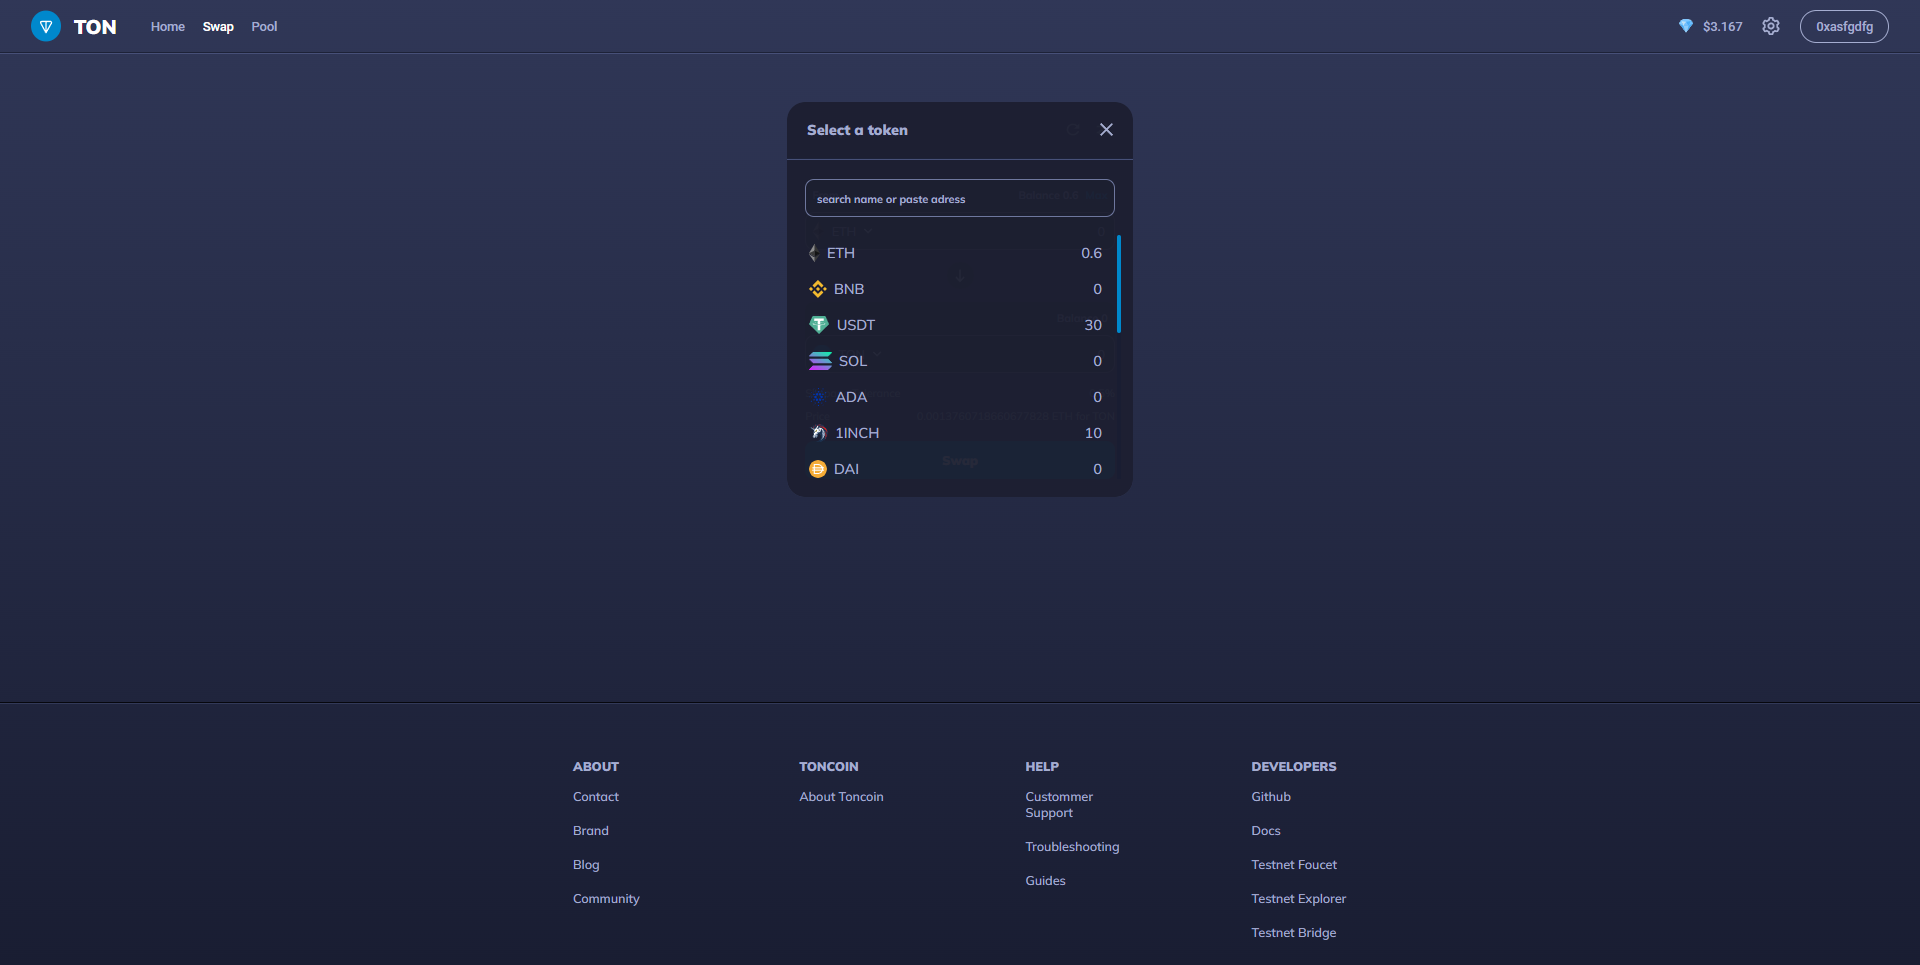 TON
Home Swap Pool
$3.167
0xasfgdfg
Select a token
search name or paste adress
ETH 0.6
BNB 0
USDT 30
SOL 0
ADA 0
1INCH 10
DAI 0
Swap
ABOUT
Contact
Brand
Blog
Community
TONCOIN
About Toncoin
HELP
Custommer
Support
Troubleshooting
Guides
DEVELOPERS
Github
Docs
Testnet Foucet
Testnet Explorer
Testnet Bridge